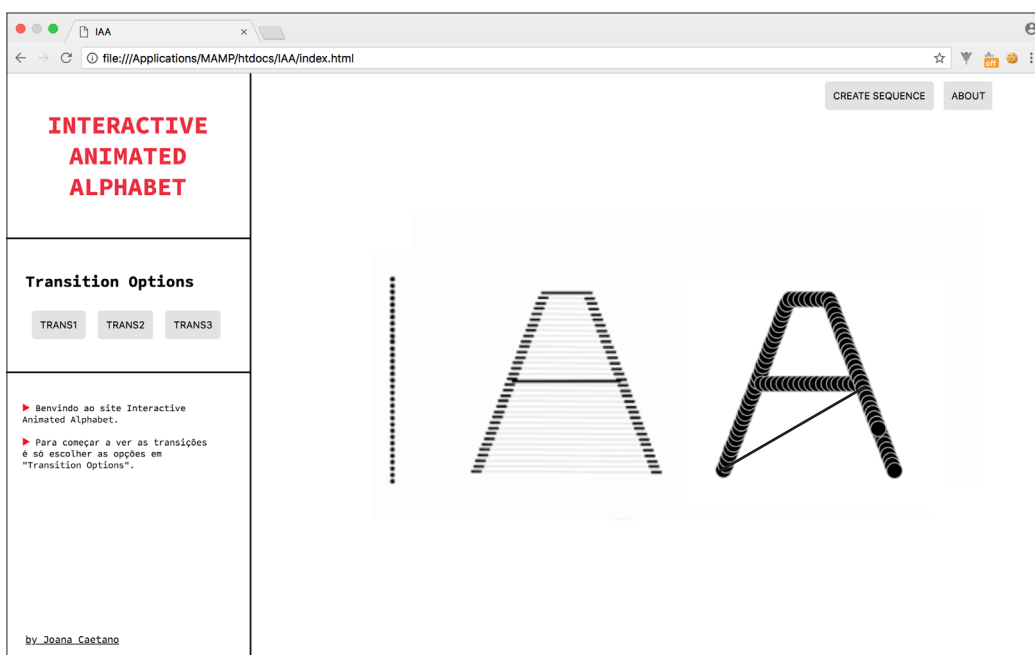 IAA
file:///Applications/MAMP/htdocs/IAA/index.html
off
CREATE SEQUENCE ABOUT
INTERACTIVE
ANIMATED
ALPHABET
Transition Options
TRANS1 TRANS2 TRANS3
Benvindo ao site Interactive
Animated Alphabet.
Para começar a ver as transições
é só escolher as opções em
"Transition Options".
by Joana Caetano
IAA